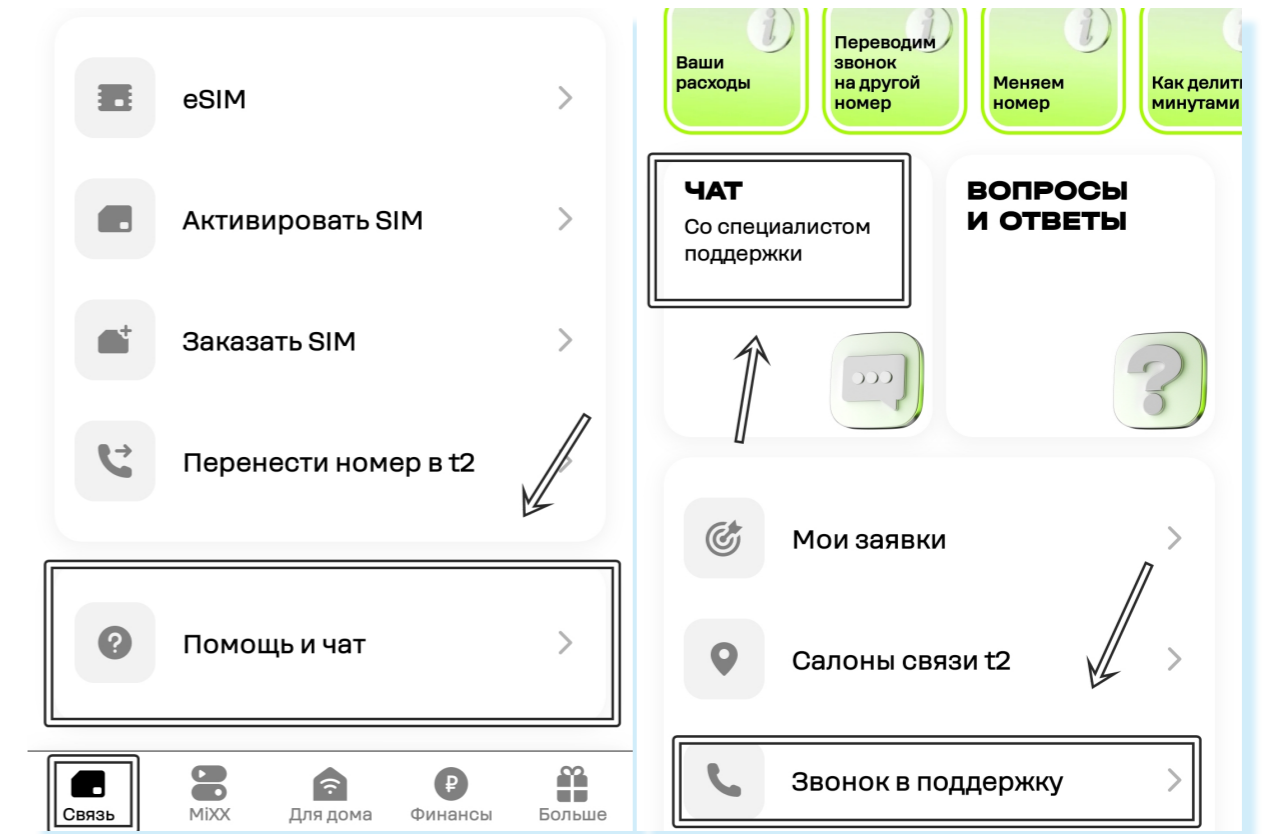 eSIM
Активировать SIM
Заказать SIM
Перенести номер в t2
Помощь и чат
Связь
MiXX
Для дома
Финансы
Больше
Ваши
расходы
Переводим
звонок
на другой
номер
Меняем
номер
Как делить
минутами
ЧАТ
Со специалистом
поддержки
ВОПРОСЫ
И ОТВЕТЫ
Мои заявки
Салоны связи t2
Звонок в поддержку